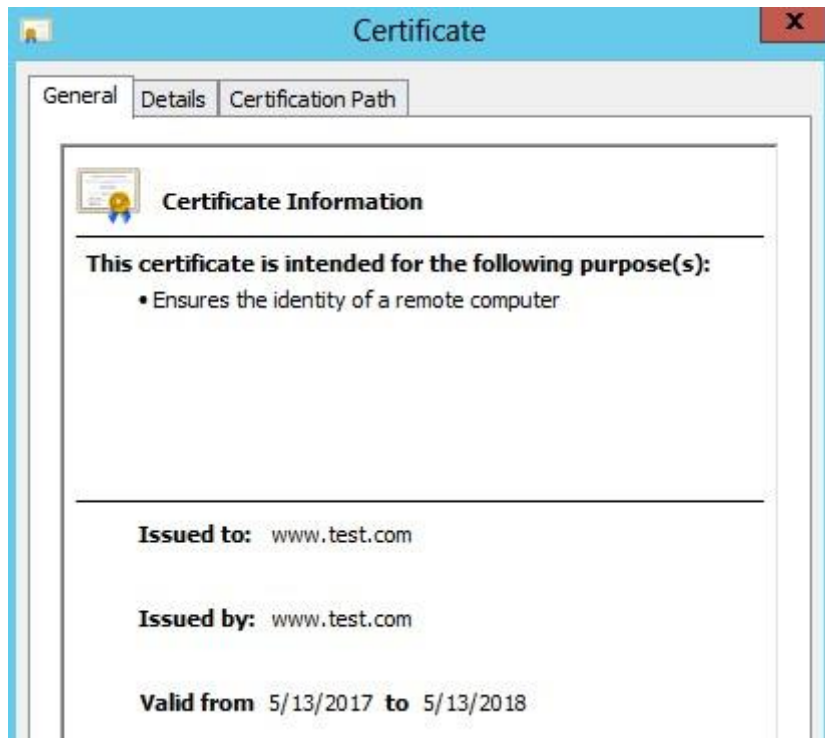 Certificate
x
General Details Certification Path
Certificate Information
This certificate is intended for the following purpose(s):
• Ensures the identity of a remote computer
Issued to: www.test.com
Issued by: www.test.com
Valid from 5/13/2017 to 5/13/2018